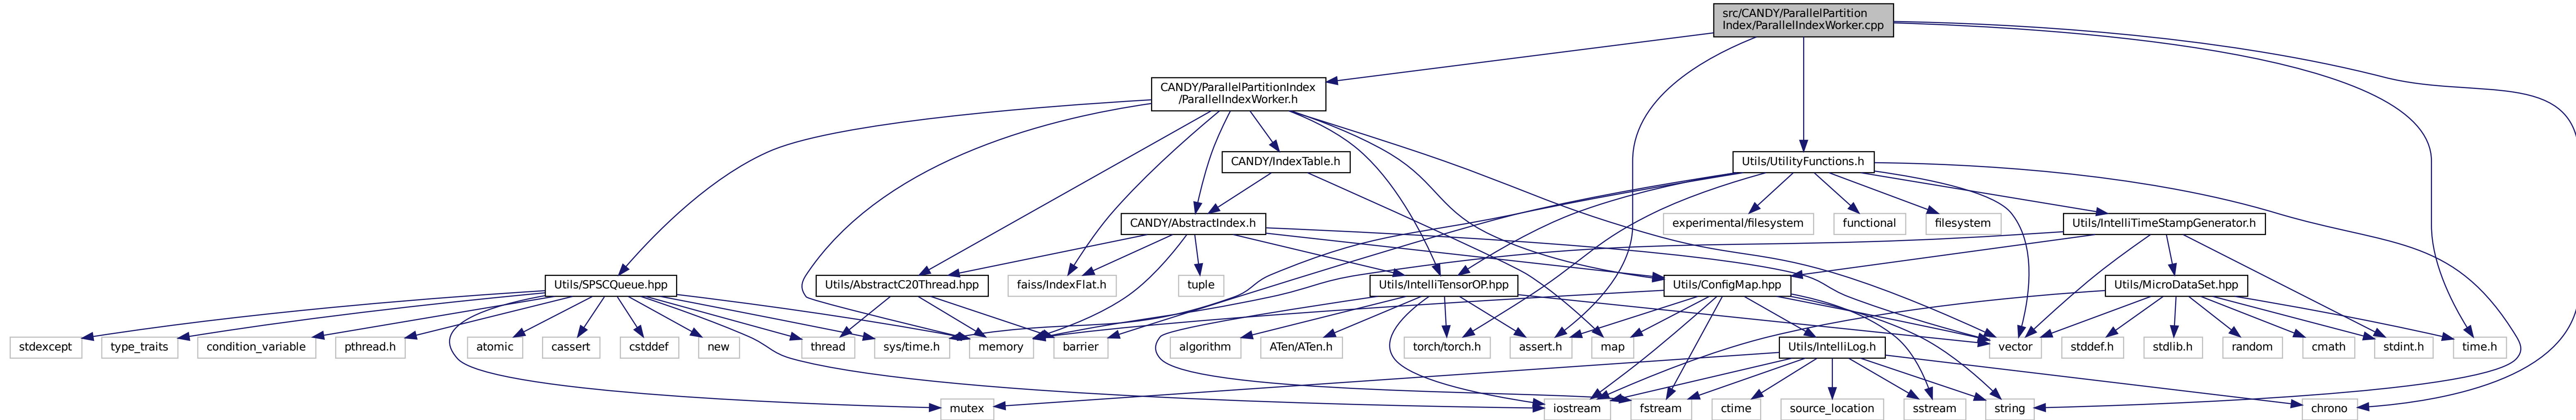 src/CANDY/ParallelPartition
Index/ParallelIndexWorker.cpp
CANDY/ParallelPartitionIndex
/ParallelIndexWorker.h
CANDY/IndexTable.h
Utils/UtilityFunctions.h
CANDY/AbstractIndex.h
experimental/filesystem
functional
filesystem
Utils/IntelliTimeStampGenerator.h
Utils/SPSCQueue.hpp
Utils/AbstractC20Thread.hpp
faiss/IndexFlat.h
tuple
Utils/IntelliTensorOP.hpp
Utils/ConfigMap.hpp
Utils/MicroDataSet.hpp
stdexcept
type_traits
condition_variable
pthread.h
atomic
cassert
cstddef
new
thread
sys/time.h
memory
barrier
algorithm
ATen/ATen.h
torch/torch.h
assert.h
map
Utils/IntelliLog.h
vector
stddef.h
stdlib.h
random
cmath
stdint.h
time.h
mutex
iostream
fstream
ctime
source_location
sstream
string
chrono